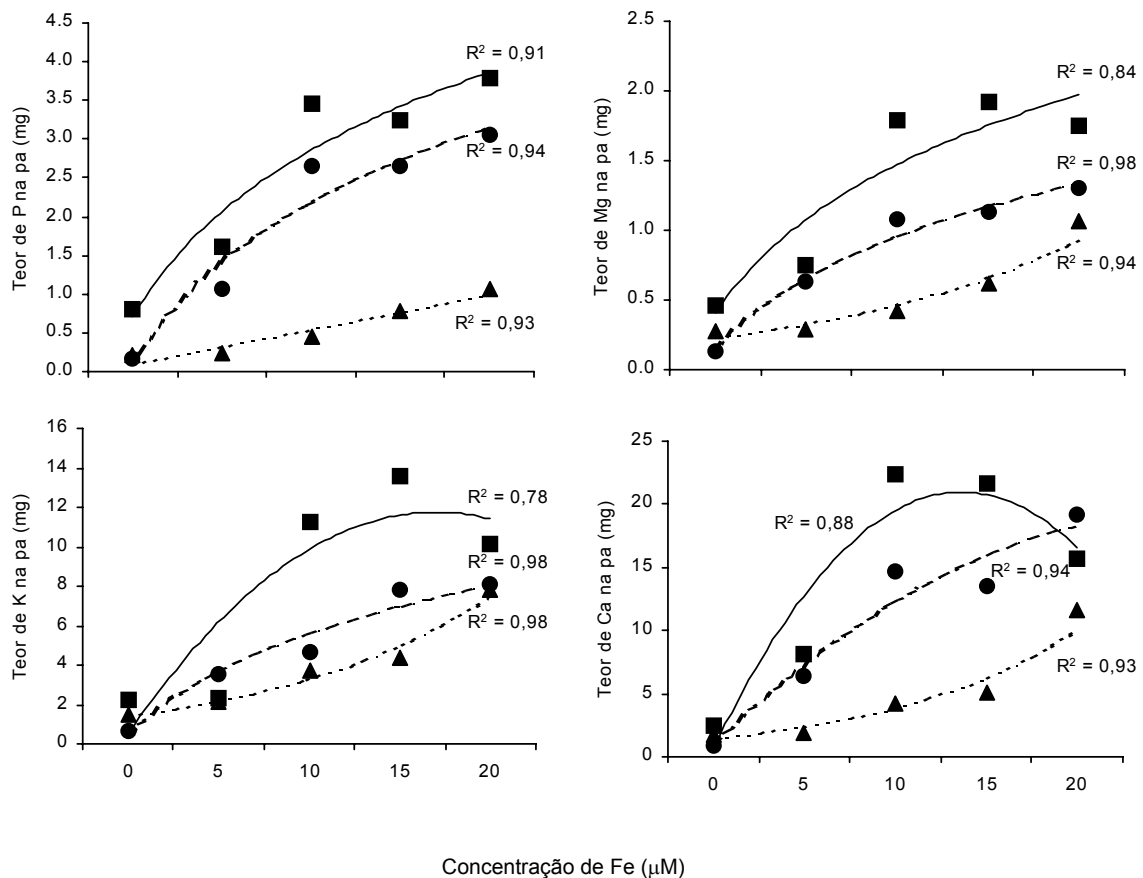 4.5
4.0
3.5
3.0
2.5
2.0
1.5
1.0
0.5
0.0
Teor de P na pa (mg)
R² = 0,91
R² = 0,94
R² = 0,93
2.5
2.0
1.5
1.0
0.5
0.0
Teor de Mg na pa (mg)
R² = 0,84
R² = 0,98
R² = 0,94
16
14
12
10
8
6
4
2
0
Teor de K na pa (mg)
R² = 0,78
R² = 0,98
R² = 0,98
0 5 10 15 20
25
20
15
10
5
0
Teor de Ca na pa (mg)
R² = 0,88
R² = 0,94
R² = 0,93
0 5 10 15 20
Concentração de Fe (μM)